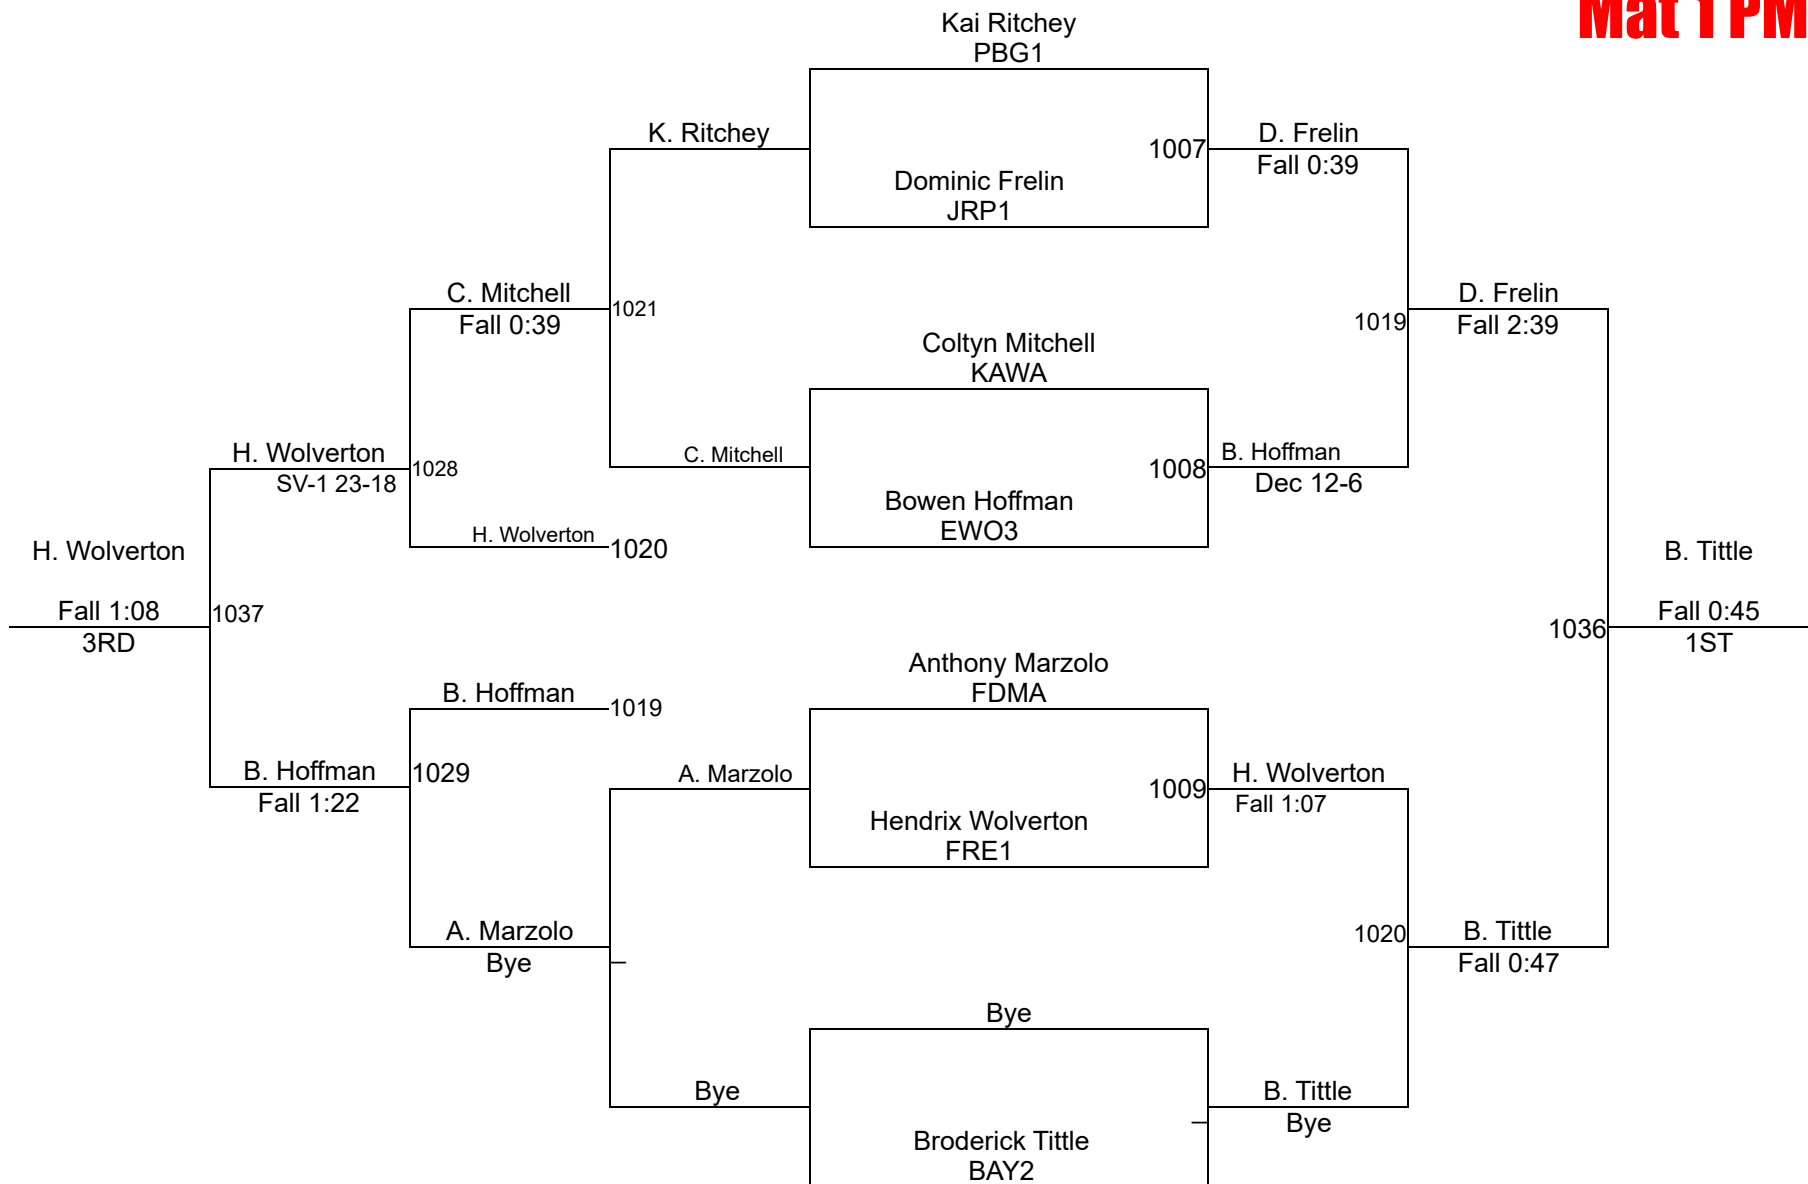 Mat 1 PM
Kai Ritchey
PBG1
K. Ritchey
1007
D. Frelin
Fall 0:39
Dominic Frelin
JRP1
C. Mitchell
Fall 0:39
1021
1019
D. Frelin
Fall 2:39
Coltyn Mitchell
KAWA
H. Wolverton
SV-1 23-18
1028
C. Mitchell
1008
B. Hoffman
Dec 12-6
Bowen Hoffman
EWO3
H. Wolverton
1020
H. Wolverton
Fall 1:08
3RD
1037
B. Tittle
Fall 0:45
1ST
1036
Anthony Marzolo
FDMA
B. Hoffman
1019
B. Hoffman
Fall 1:22
1029
A. Marzolo
1009
H. Wolverton
Fall 1:07
Hendrix Wolverton
FRE1
A. Marzolo
Bye
1020
B. Tittle
Fall 0:47
Bye
Bye
B. Tittle
Bye
Broderick Tittle
BAY2